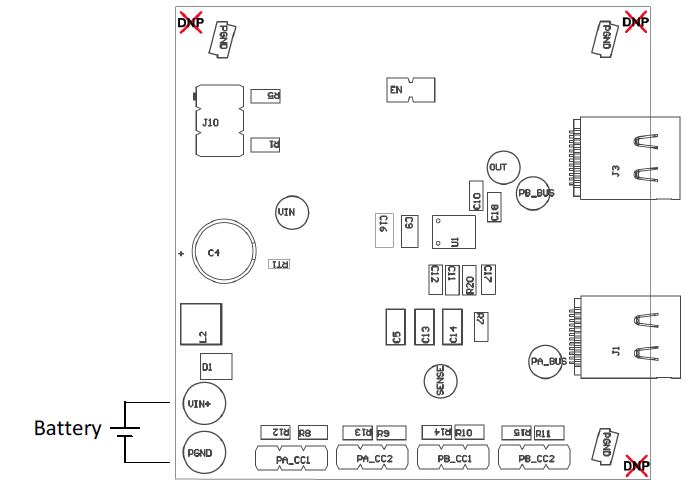 DNP
DNP
PGND
PGND
EN
R5
J10
R1
OUT
J3
PB_BUS
C10
C18
VIN
C16
C9
U1
+
C4
RT1
C12
C11
R20
C17
L2
C5
C13
C14
R7
J1
PA_BUS
D1
SENSE
VIN+
Battery
R12
R8
R13
R9
R14
R10
R15
R11
PGND
PGND
PA_CC1
PA_CC2
PB_CC1
PB_CC2
DNP